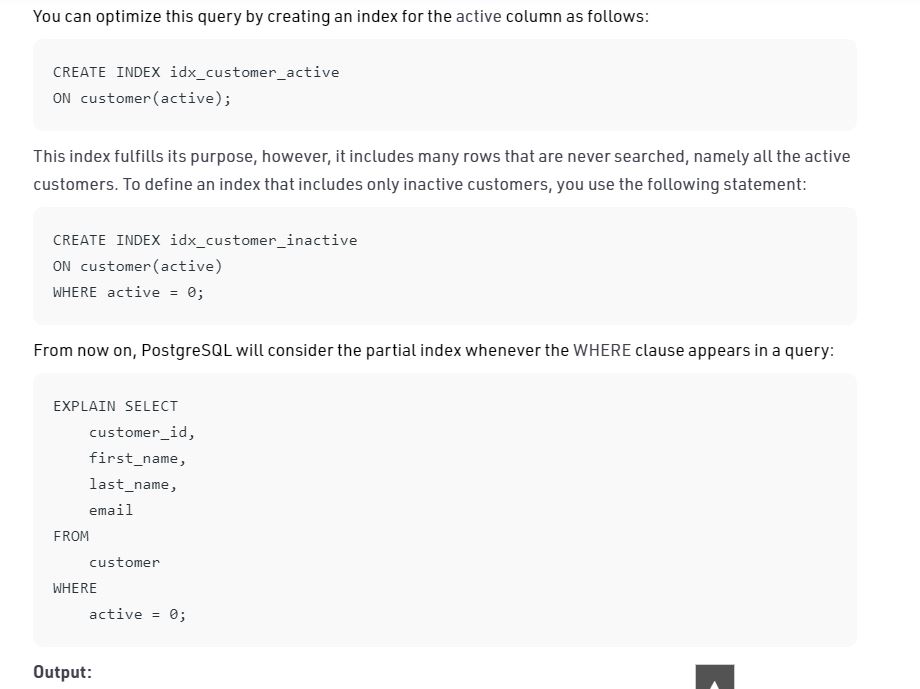 You can optimize this query by creating an index for the active column as follows:
CREATE INDEX idx_customer_active
ON customer(active);
This index fulfills its purpose, however, it includes many rows that are never searched, namely all the active
customers. To define an index that includes only inactive customers, you use the following statement:
CREATE INDEX idx_customer_inactive
ON customer(active)
WHERE active = 0;
From now on, PostgreSQL will consider the partial index whenever the WHERE clause appears in a query:
EXPLAIN SELECT
    customer_id,
    first_name,
    last_name,
    email
FROM
    customer
WHERE
    active = 0;
Output: